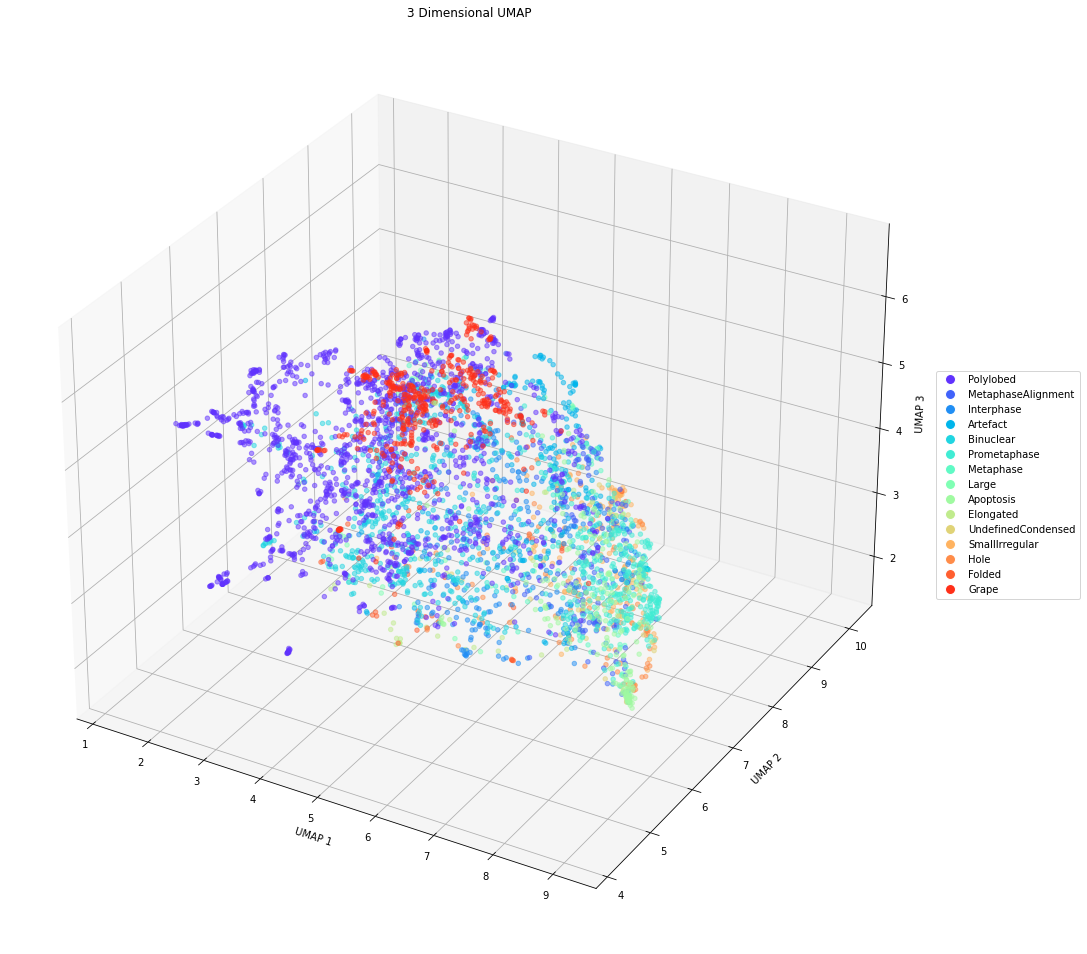 3 Dimensional UMAP
6
5
4
3
2
UMAP 3
10
9
8
7
6
5
4
UMAP 2
1
2
3
4
5
6
7
8
9
UMAP 1
Polylobed
MetaphaseAlignment
Interphase
Artefact
Binuclear
Prometaphase
Metaphase
Large
Apoptosis
Elongated
UndefinedCondensed
SmallIrregular
Hole
Folded
Grape